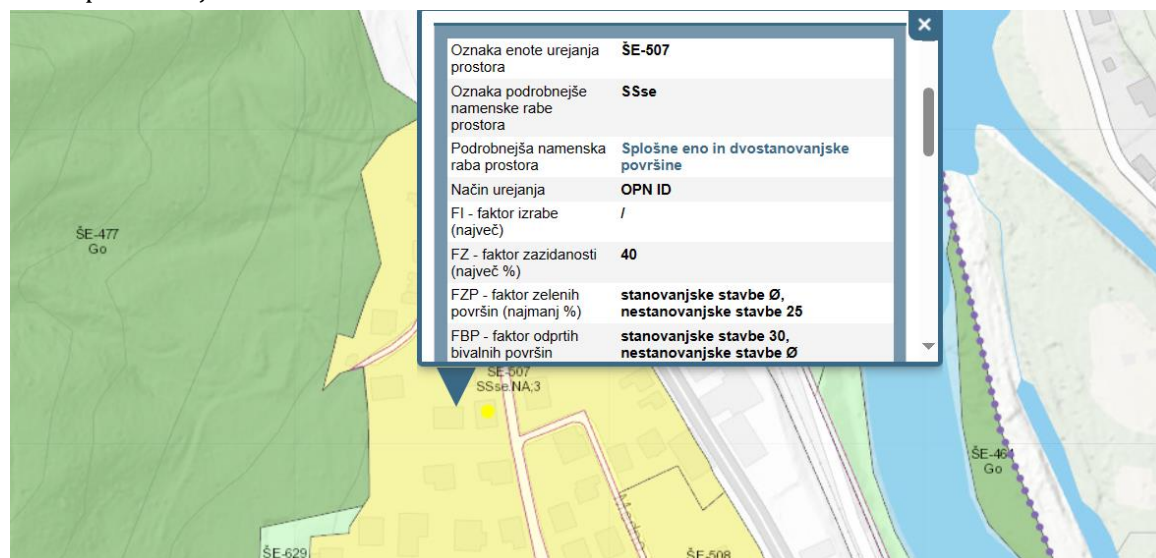 Oznaka enote urejanja ŠE-507
prostora
Oznaka podrobnejše SSse
namenske rabe
prostora
Podrobnejša namenska Splošne eno in dvostanovanjske
raba prostora površine
Način urejanja OPN ID
FI - faktor izrabe /
(največ)
FZ - faktor zazidanosti 40
(največ %)
FZP - faktor zelenih stanovanjske stavbe Ø,
površin (najmanj %) nestanovanjske stavbe 25
FBP - faktor odprtih stanovanjske stavbe 30,
bivalnih površin nestanovanjske stavbe Ø
ŠE-477
Go
ŠE-507
SSse.NA;3
ŠE-464
Go
ŠE-629
ŠE-508